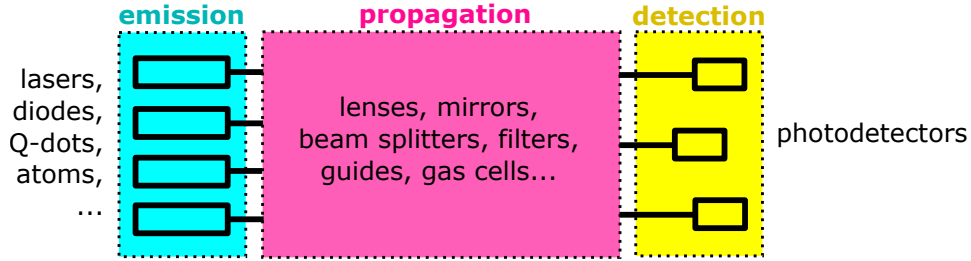 emission
propagation
detection
lasers,
diodes,
Q-dots,
atoms,
...
lenses, mirrors,
beam splitters, filters,
guides, gas cells...
photodetectors